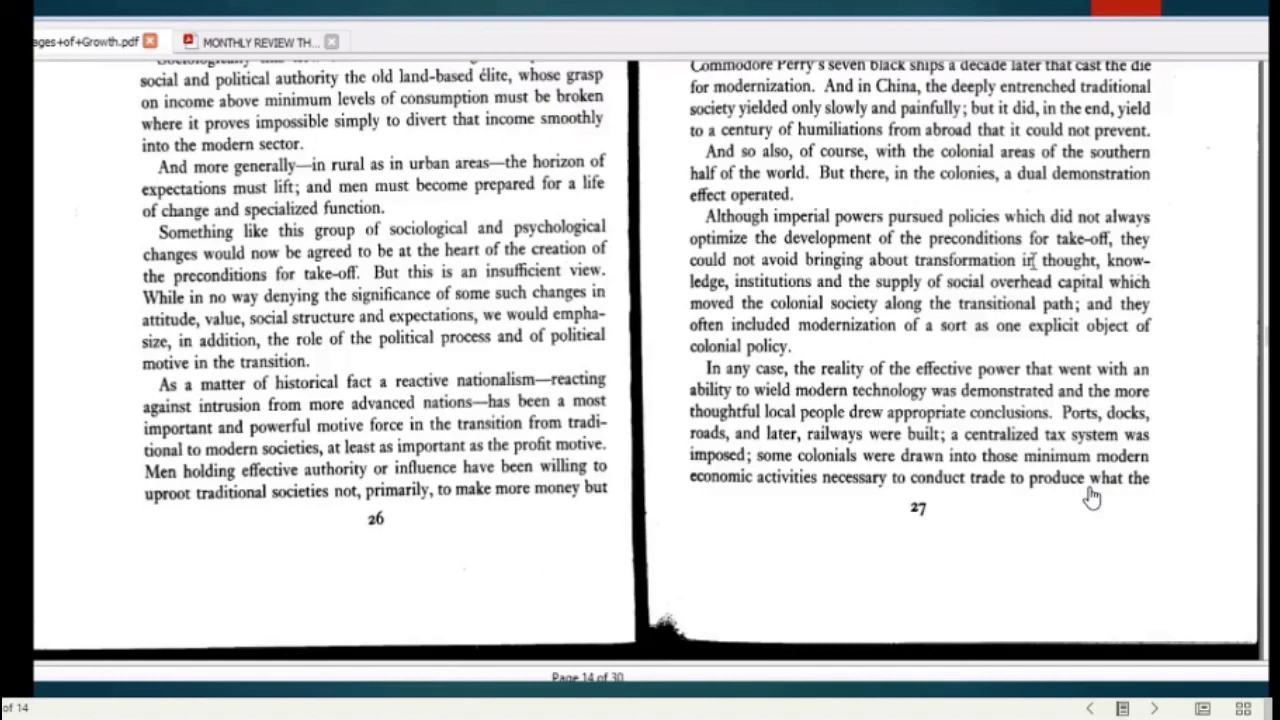 ages+of+Growth.pdf
MONTHLY REVIEW TH...
social and political authority the old land-based élite, whose grasp
on income above minimum levels of consumption must be broken
where it proves impossible simply to divert that income smoothly
into the modern sector.
And more generally—in rural as in urban areas—the horizon of
expectations must lift; and men must become prepared for a life
of change and specialized function.
Something like this group of sociological and psychological
changes would now be agreed to be at the heart of the creation of
the preconditions for take-off. But this is an insufficient view.
While in no way denying the significance of some such changes in
attitude, value, social structure and expectations, we would empha-
size, in addition, the role of the political process and of political
motive in the transition.
As a matter of historical fact a reactive nationalism—reacting
against intrusion from more advanced nations—has been a most
important and powerful motive force in the transition from tradi-
tional to modern societies, at least as important as the profit motive.
Men holding effective authority or influence have been willing to
uproot traditional societies not, primarily, to make more money but
26
Commodore Perry's seven black ships a decade later that cast the die
for modernization. And in China, the deeply entrenched traditional
society yielded only slowly and painfully; but it did, in the end, yield
to a century of humiliations from abroad that it could not prevent.
And so also, of course, with the colonial areas of the southern
half of the world. But there, in the colonies, a dual demonstration
effect operated.
Although imperial powers pursued policies which did not always
optimize the development of the preconditions for take-off, they
could not avoid bringing about transformation in thought, know-
ledge, institutions and the supply of social overhead capital which
moved the colonial society along the transitional path; and they
often included modernization of a sort as one explicit object of
colonial policy.
In any case, the reality of the effective power that went with an
ability to wield modern technology was demonstrated and the more
thoughtful local people drew appropriate conclusions. Ports, docks,
roads, and later, railways were built; a centralized tax system was
imposed; some colonials were drawn into those minimum modern
economic activities necessary to conduct trade to produce what the
27
Page 14 of 30
of 14